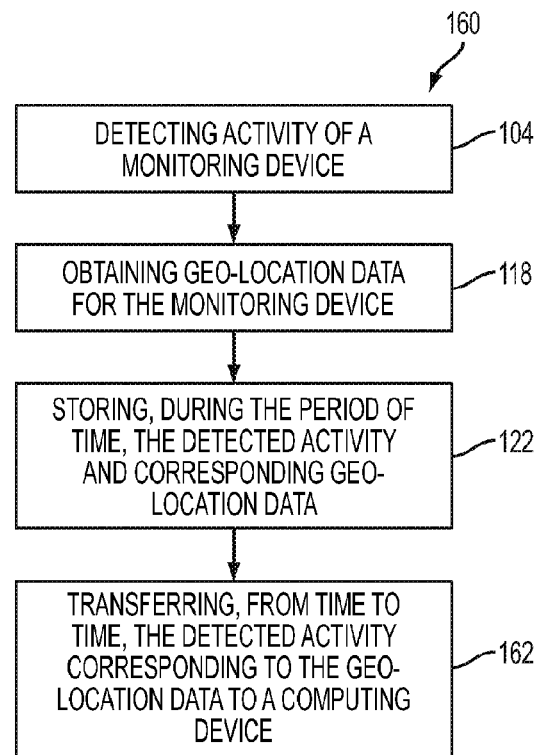 160
DETECTING ACTIVITY OF A
MONITORING DEVICE
104
OBTAINING GEO-LOCATION DATA
FOR THE MONITORING DEVICE
118
STORING, DURING THE PERIOD OF
TIME, THE DETECTED ACTIVITY
AND CORRESPONDING GEO-
LOCATION DATA
122
TRANSFERRING, FROM TIME TO
TIME, THE DETECTED ACTIVITY
CORRESPONDING TO THE GEO-
LOCATION DATA TO A COMPUTING
DEVICE
162